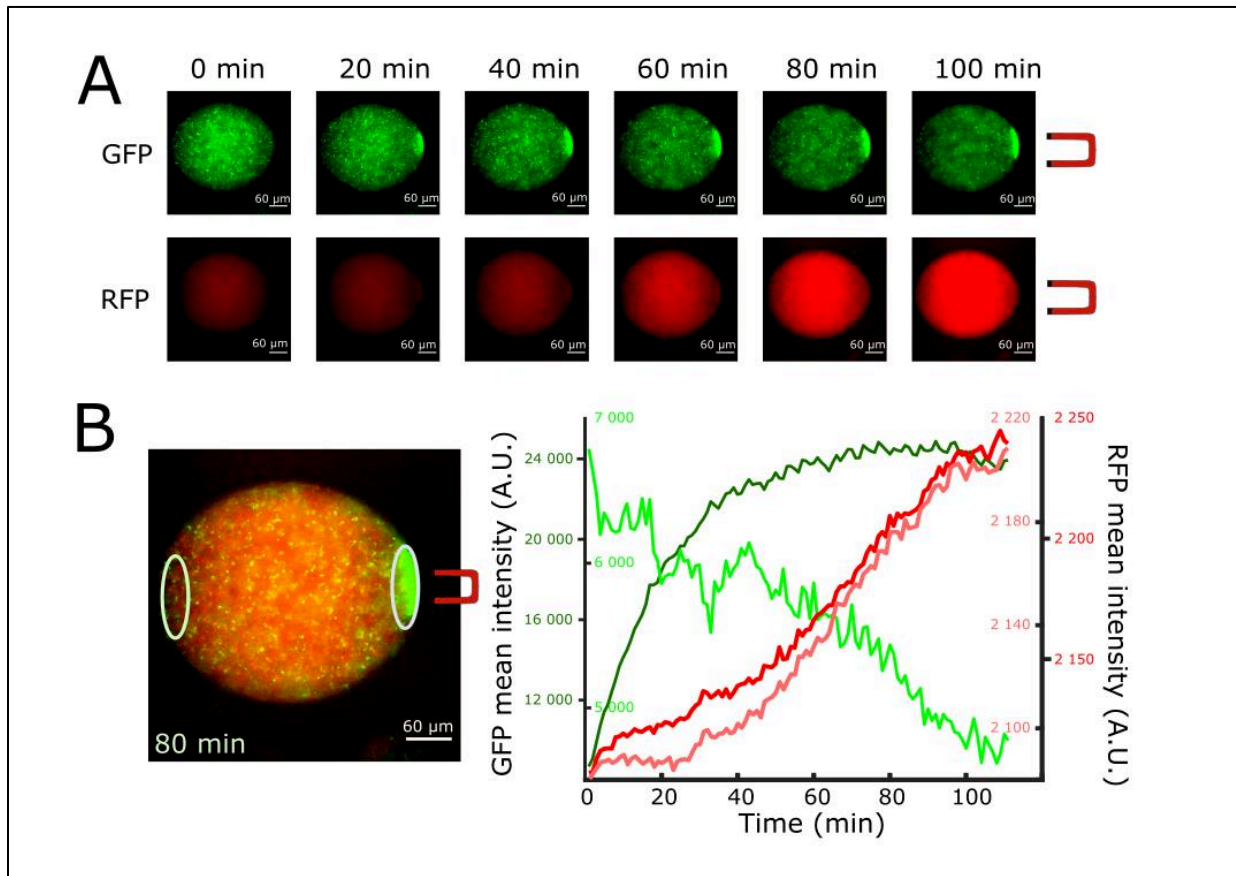 A
0 min 20 min 40 min 60 min 80 min 100 min
GFP
60 µm 60 µm 60 µm 60 µm 60 µm 60 µm
RFP
60 µm 60 µm 60 µm 60 µm 60 µm 60 µm
B
80 min
60 µm
GFP mean intensity (A.U.)
24 000
20 000
16 000
12 000
7 000
6 000
5 000
2 220
2 180
2 140
2 100
2 250
2 200
2 150
RFP mean intensity (A.U.)
0 20 40 60 80 100
Time (min)